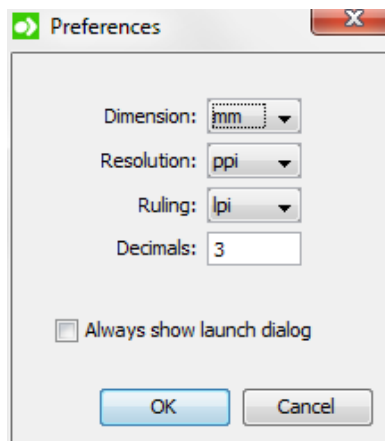 Preferences
Dimension: mm
Resolution: ppi
Ruling: lpi
Decimals: 3
Always show launch dialog
OK Cancel